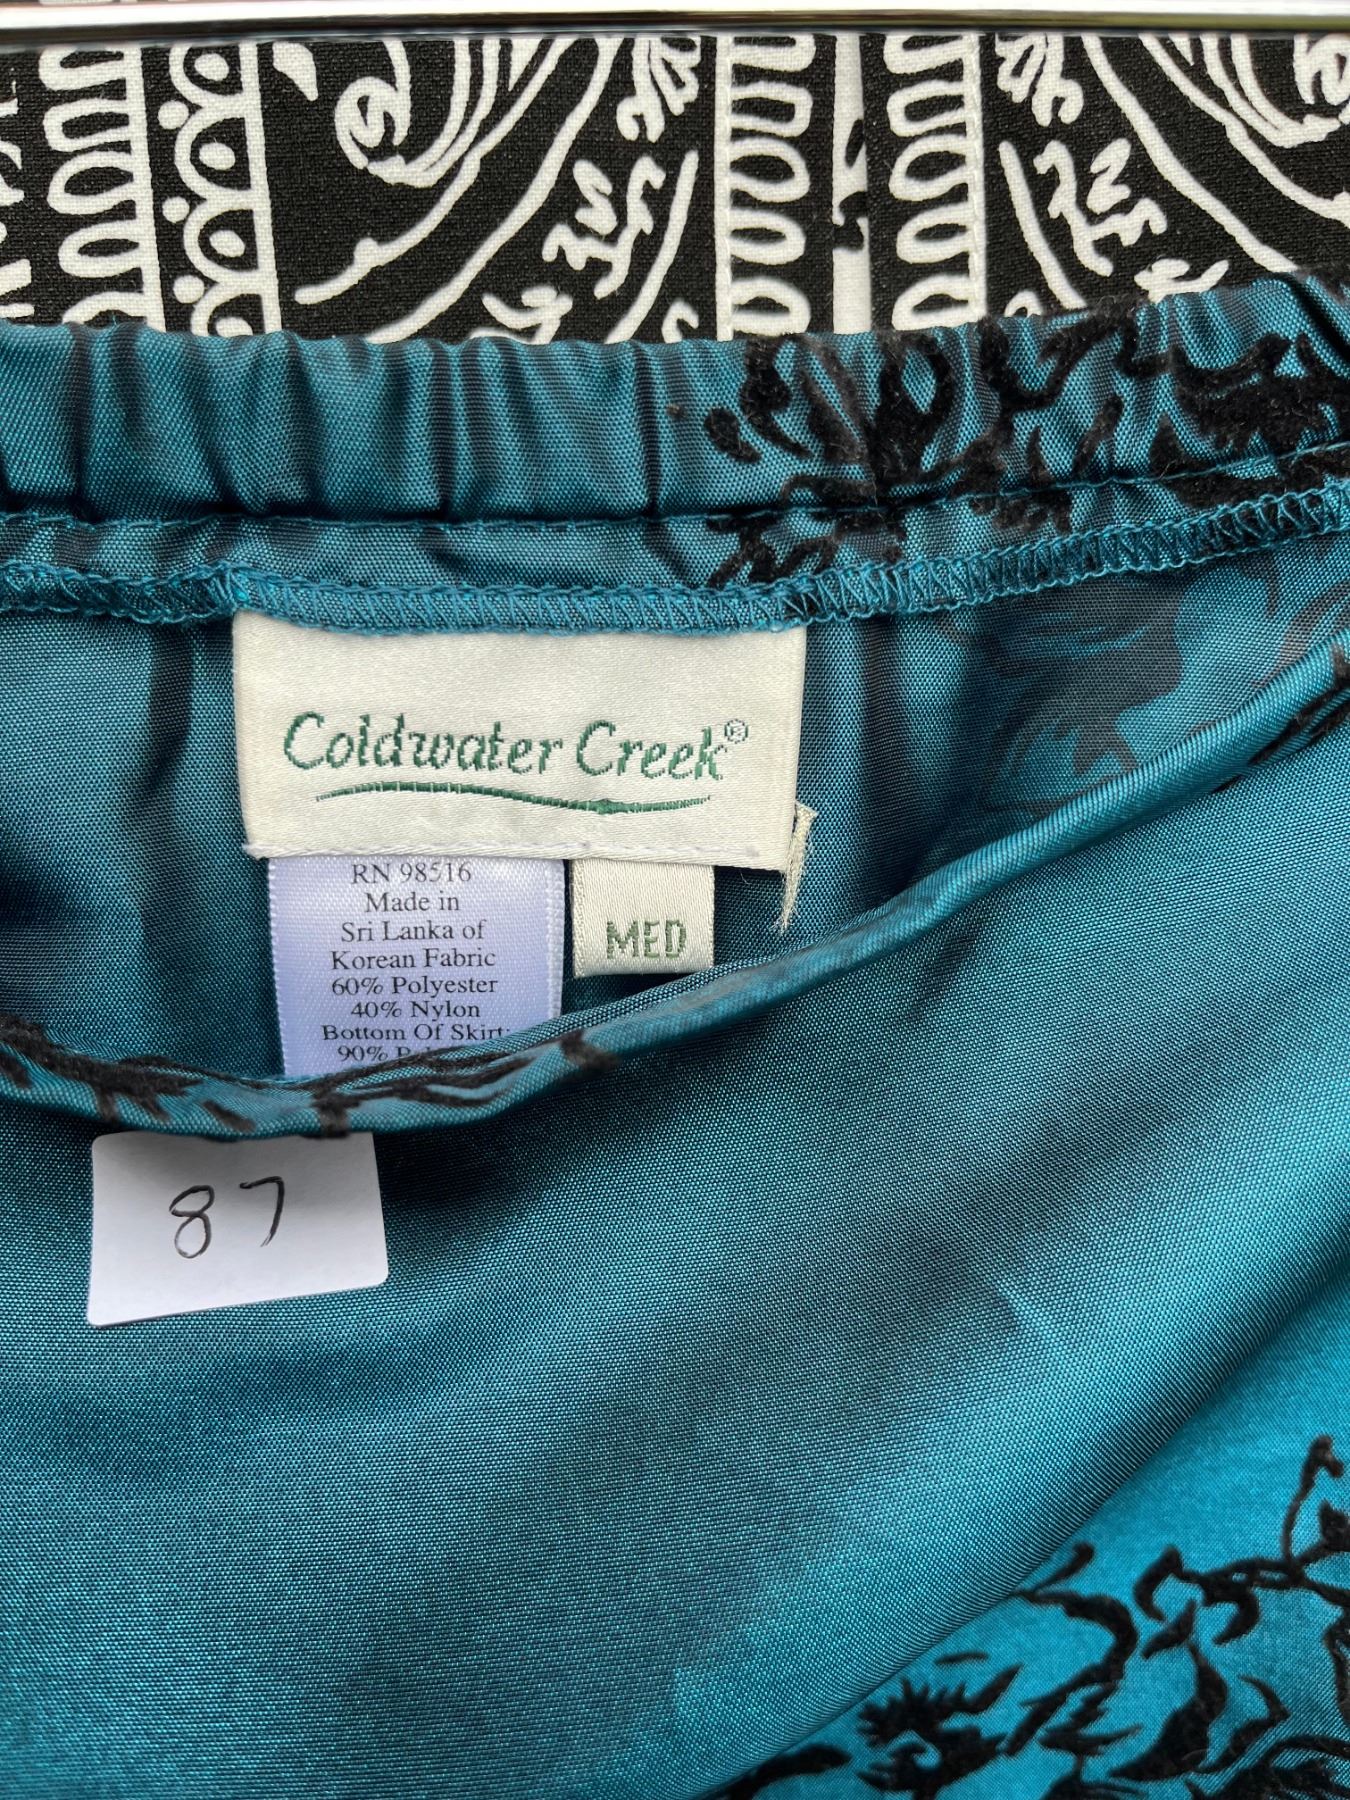 Coldwater Creek®
RN 98516
Made in
Sri Lanka of
Korean Fabric
60% Polyester
40% Nylon
Bottom Of Skirt:
90%
MED
87